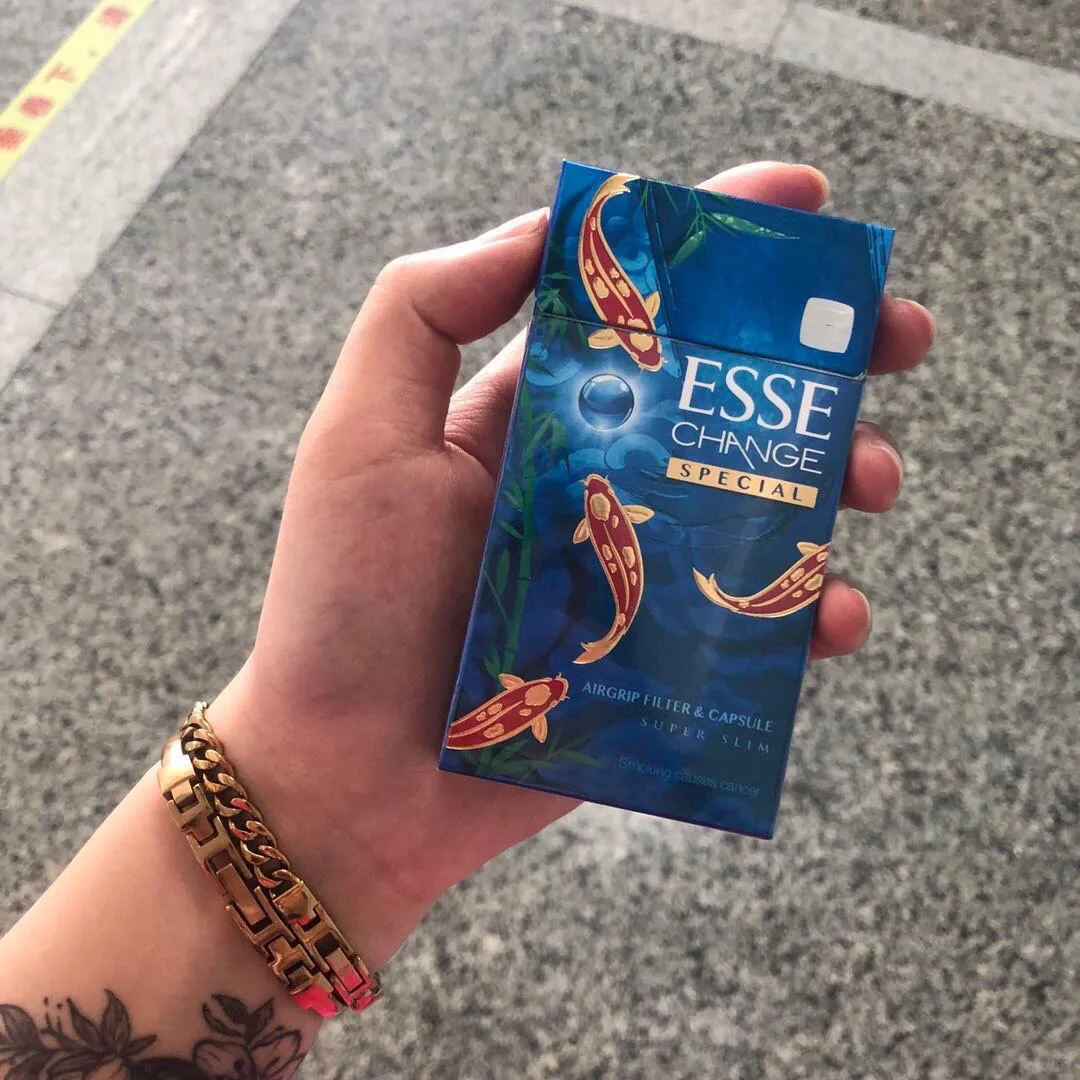 ESSE
CHANGE
SPECIAL
AIRGRIP FILTER & CAPSULE
SUPER SLIM
Smoking causes cancer